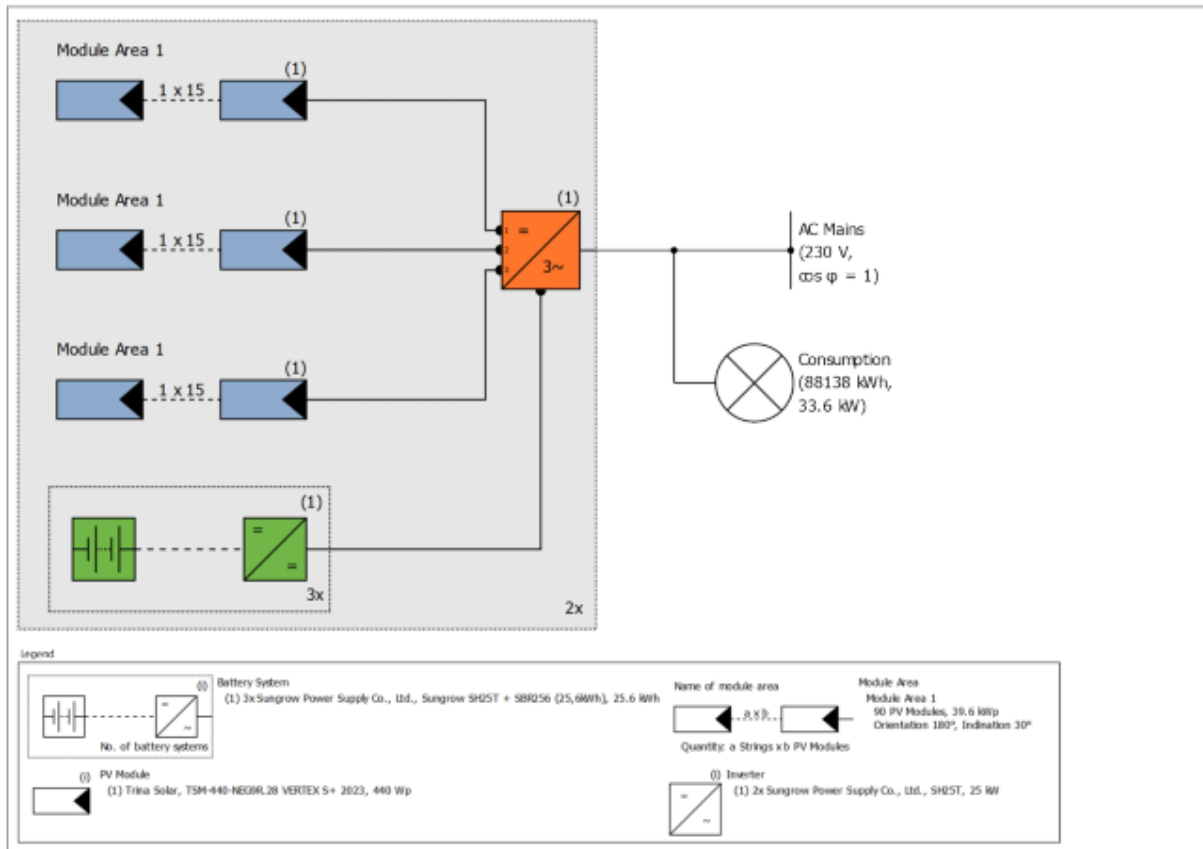 Module Area 1
(1)
1 x 15
Module Area 1
(1)
1 x 15
(1)
1
2
3
=
3~
AC Mains
(230 V,
cos φ = 1)
Module Area 1
(1)
1 x 15
Consumption
(88138 kWh,
33.6 kW)
(1)
=
=
3x
2x
Legend
(i)
Battery System
(1) 3x Sungrow Power Supply Co., Ltd., Sungrow SH25T + SBR256 (25,6kWh), 25.6 kWh
=
~
No. of battery systems
Name of module area
a x b
Quantity: a Strings x b PV Modules
Module Area
Module Area 1
90 PV Modules, 39.6 kWp
Orientation 180°, Inclination 30°
(i)
PV Module
(1) Trina Solar, TSM-440-NEG9R.28 VERTEX S+ 2023, 440 Wp
(i)
Inverter
(1) 2x Sungrow Power Supply Co., Ltd., SH25T, 25 kW
=
~